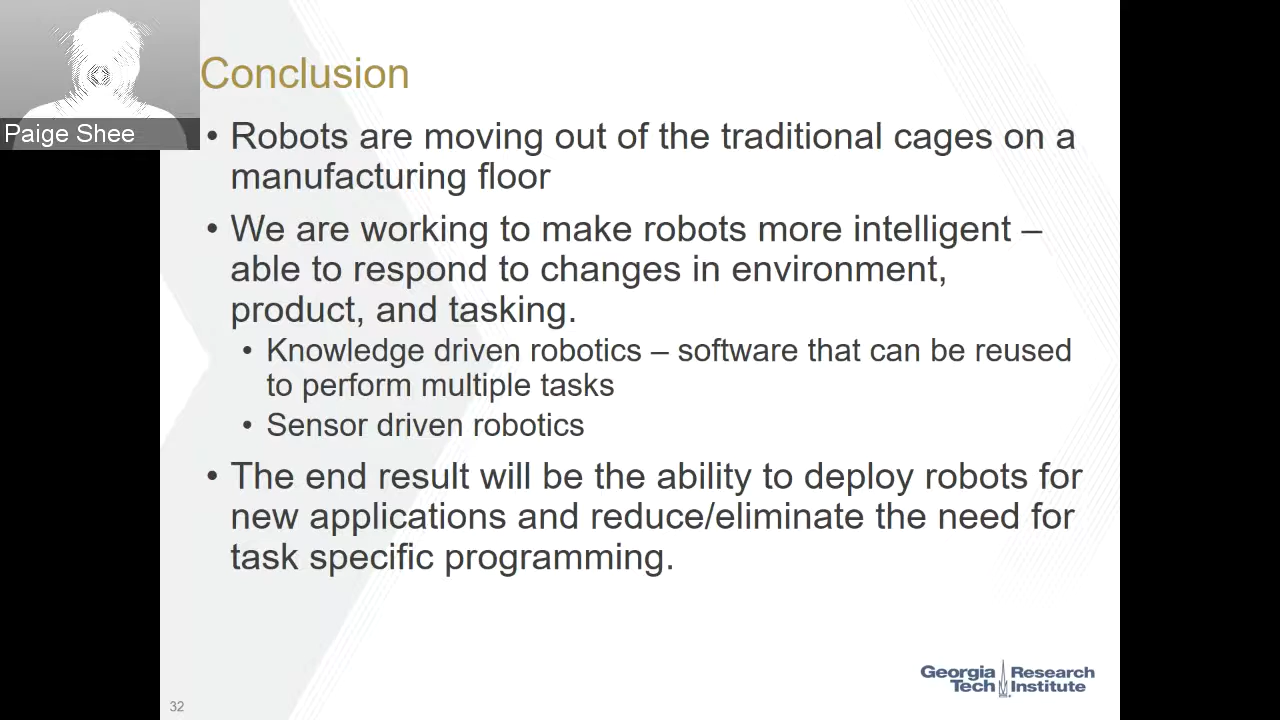 Paige Shee
Conclusion
• Robots are moving out of the traditional cages on a
manufacturing floor
• We are working to make robots more intelligent –
able to respond to changes in environment,
product, and tasking.
• Knowledge driven robotics – software that can be reused
to perform multiple tasks
• Sensor driven robotics
• The end result will be the ability to deploy robots for
new applications and reduce/eliminate the need for
task specific programming.
Georgia Research
Tech Institute
32